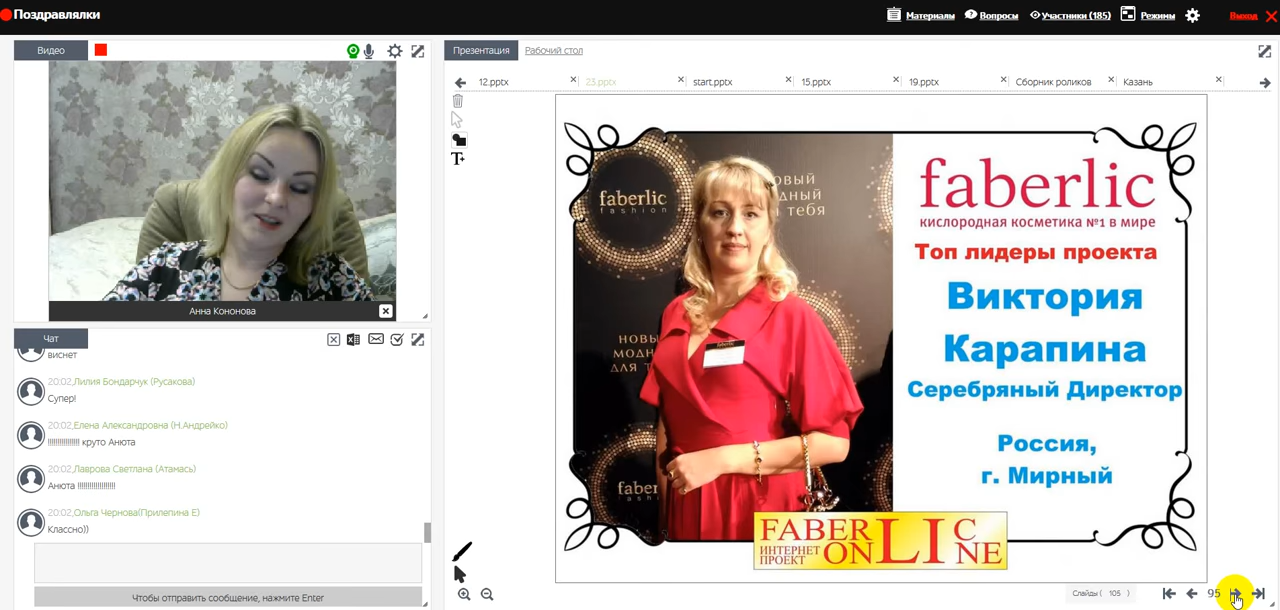 Поздравлялки
Материалы
Вопросы
Участники (185)
Режимы
Выход
Видео
Анна Кононова
Чат
виснет
20:02,Лилия Бондарчук (Русакова)
Супер!
20:02,Елена Александровна (Н.Андрейко)
!!!!!!!!!!!!!!!! круто Анюта
20:02,Лаврова Светлана (Атамась)
Анюта !!!!!!!!!!!!!!!!!!!
20:02,Ольга Чернова(Прилепина Е)
Классно))
Чтобы отправить сообщение, нажмите Enter
Презентация
Рабочий стол
12.pptx
23.pptx
start.pptx
15.pptx
19.pptx
Сборник роликов
Казань
T+
faberlic
fashion
faberlic
кислородная косметика №1 в мире
Топ лидеры проекта
Виктория
Карапина
Серебряный Директор
Россия,
г. Мирный
FABERLIC
ИНТЕРНЕТ
ПРОЕКТ
ONLINE
Слайды ( 105 )
95